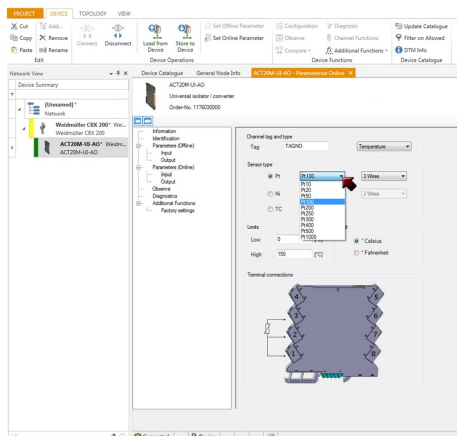 PROJECT DEVICE TOPOLOGY VIEW
Cut Add... Set Offline Parameter Configuration Diagnosis Update Catalogue
Copy Remove Connect Disconnect Load from Device Store to Device Set Online Parameter Observe Channel Functions Filter on Allowed
Paste Rename Compare Additional Functions DTM Info
Edit Device Operations Device Functions Device Catalogue
Network View Device Catalogue General Node Info ACT20M-UI-AO - Parameterize Online
Device Summary
ACT20M-UI-AO
Universal isolator / converter
Order-No. 1176030000
[Unnamed]*
Network
Weidmüller CBX 200* Wei...
Weidmüller CBX 200
ACT20M-UI-AO* Weidm...
ACT20M-UI-AO
Information
Identification
Parameters (Offline)
Input
Output
Parameters (Online)
Input
Output
Observe
Diagnostics
Additional Functions
Factory settings
Channel tag and type
Tag: TAGNO Temperature
Sensor type
Pt Pt100 3 Wires
Pt10
Pt20
Pt50
Pt100
Pt200
Pt250
Pt300
Pt400
Pt500
Pt1000
Ni 3 Wires
TC
Limits
Low: 0 [°C] ° Celsius
High: 150 [°C] ° Fahrenheit
Terminal connections
4 5
3 6
2 7
1 8